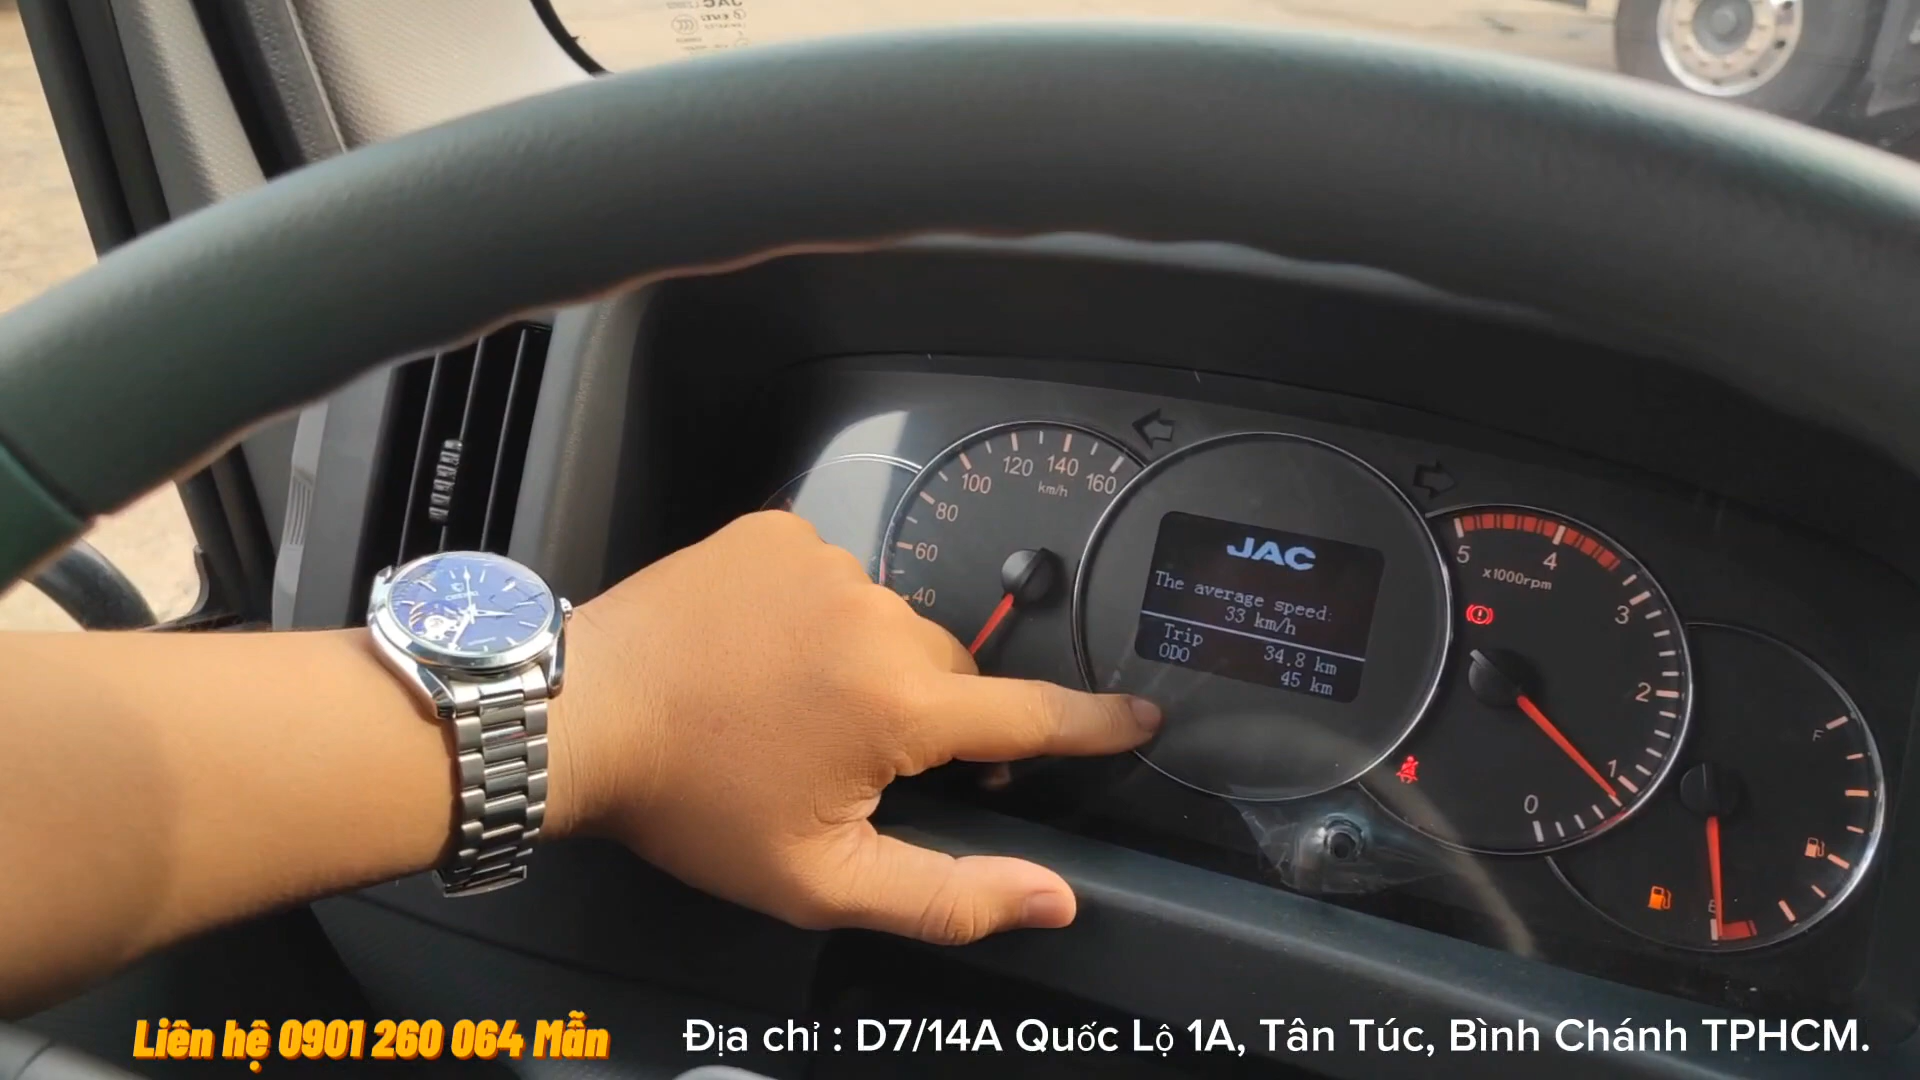 JAC
120 140
100 160
km/h
80
60
40
JAC
The average speed:
33 km/h
Trip 34.8 km
ODO 45 km
5 4
x1000rpm
3
2
1
0
F
E
Liên hệ 0901 260 064 Mẫn
Địa chỉ : D7/14A Quốc Lộ 1A, Tân Túc, Bình Chánh TPHCM.